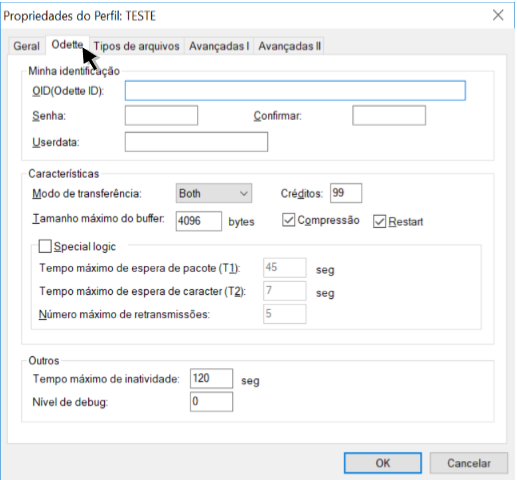 Propriedades do Perfil: TESTE
Geral Odette Tipos de arquivos Avançadas I Avançadas II
Minha identificação
OID(Odette ID):
Senha: Confirmar:
Userdata:
Características
Modo de transferência: Both Créditos: 99
Tamanho máximo do buffer: 4096 bytes Compressão Restart
Special logic
Tempo máximo de espera de pacote (T1): 45 seg
Tempo máximo de espera de caracter (T2): 7 seg
Número máximo de retransmissões: 5
Outros
Tempo máximo de inatividade: 120 seg
Nível de debug: 0
OK Cancelar